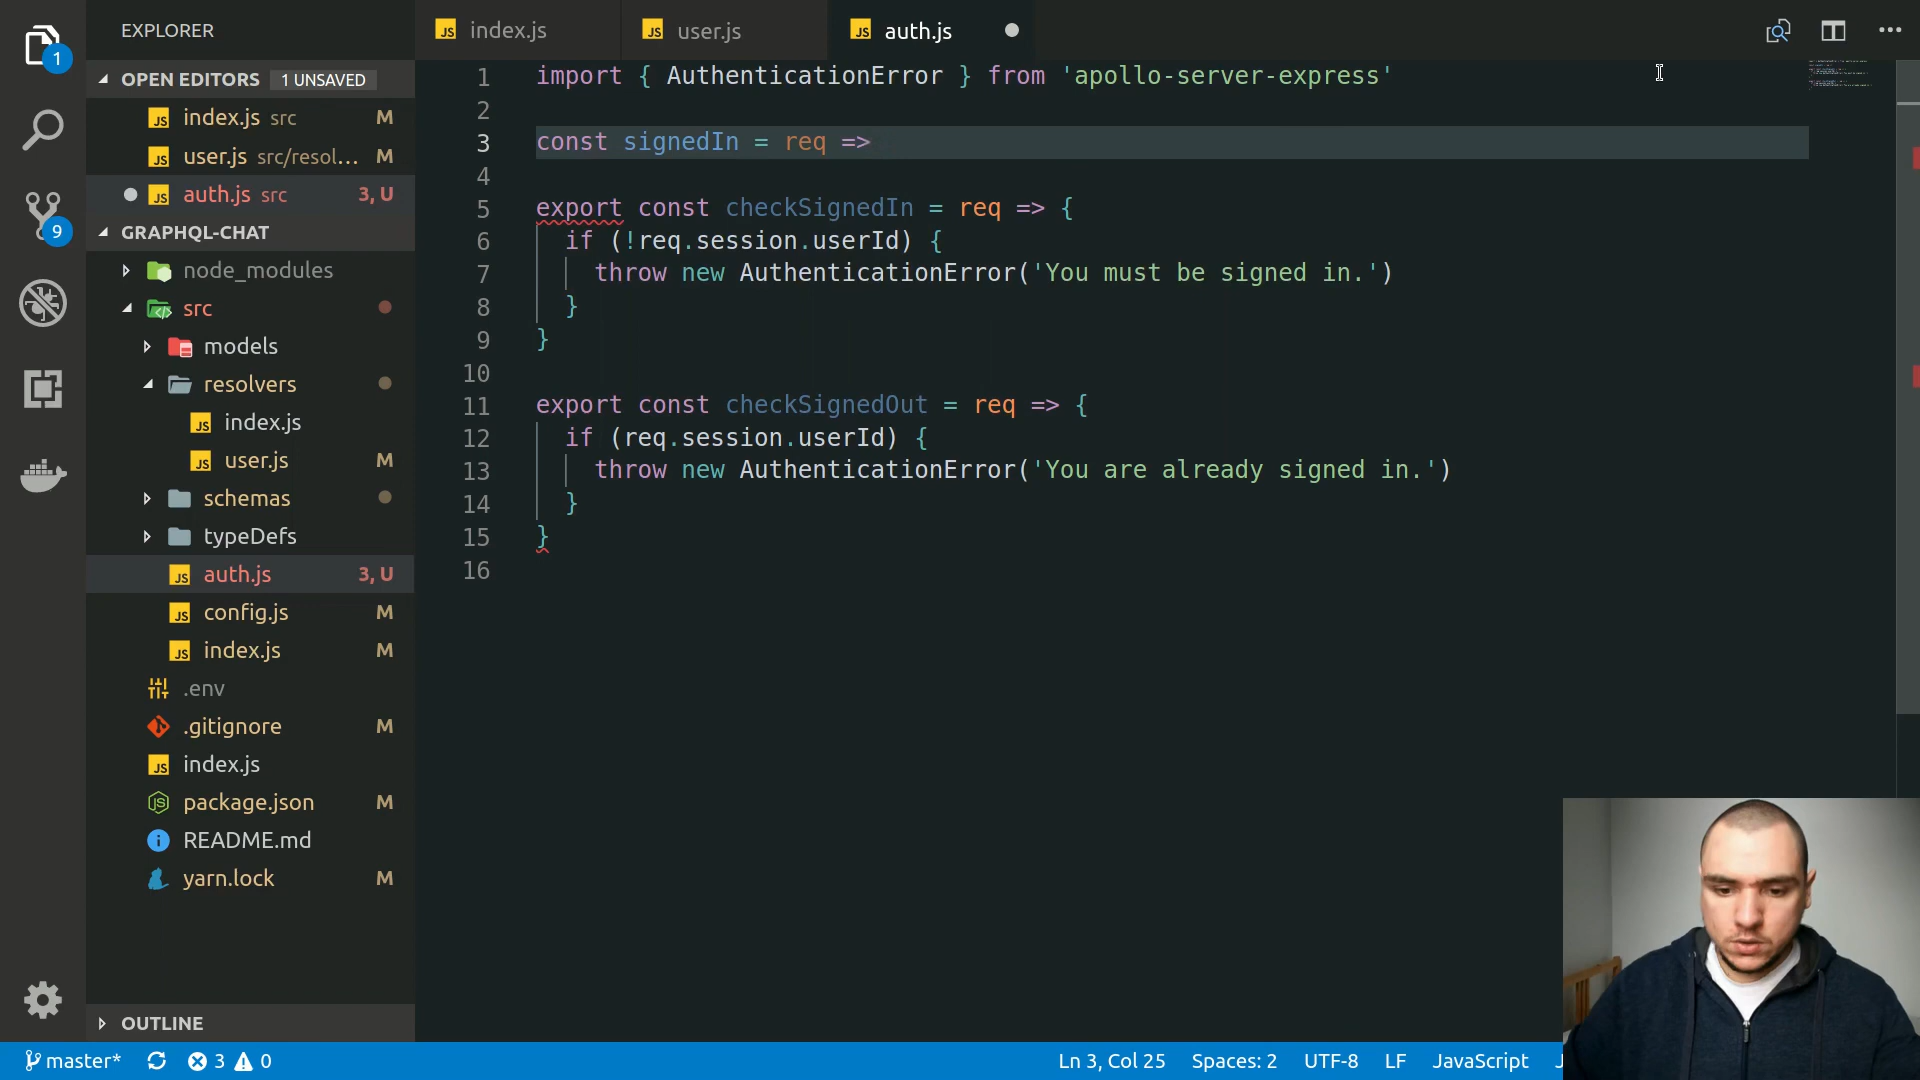 EXPLORER
OPEN EDITORS 1 UNSAVED
index.js src M
user.js src/resol... M
auth.js src 3, U
GRAPHQL-CHAT
node_modules
src
models
resolvers
index.js
user.js M
schemas
typeDefs
auth.js 3, U
config.js M
index.js M
.env
.gitignore M
index.js
package.json M
README.md
yarn.lock M
OUTLINE
1
9
index.js
user.js
auth.js
1 import { AuthenticationError } from 'apollo-server-express'
2
3 const signedIn = req =>
4
5 export const checkSignedIn = req => {
6 if (!req.session.userId) {
7 throw new AuthenticationError('You must be signed in.')
8 }
9 }
10
11 export const checkSignedOut = req => {
12 if (req.session.userId) {
13 throw new AuthenticationError('You are already signed in.')
14 }
15 }
16
master* 3 0 Ln 3, Col 25 Spaces: 2 UTF-8 LF JavaScript